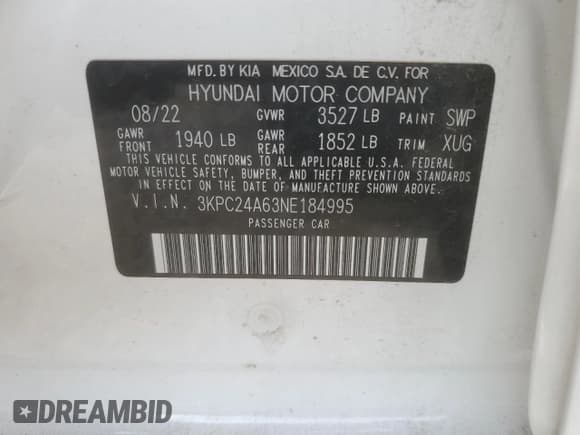 MFD. BY KIA MEXICO S.A. DE C.V. FOR
HYUNDAI MOTOR COMPANY
08/22 GVWR 3527 LB PAINT SWP
GAWR FRONT 1940 LB GAWR REAR 1852 LB TRIM XUG
THIS VEHICLE CONFORMS TO ALL APPLICABLE U.S.A. FEDERAL
MOTOR VEHICLE SAFETY, BUMPER, AND THEFT PREVENTION STANDARDS
IN EFFECT ON THE DATE OF MANUFACTURE SHOWN ABOVE.
V.I.N. 3KPC24A63NE184995
PASSENGER CAR
DREAMBID